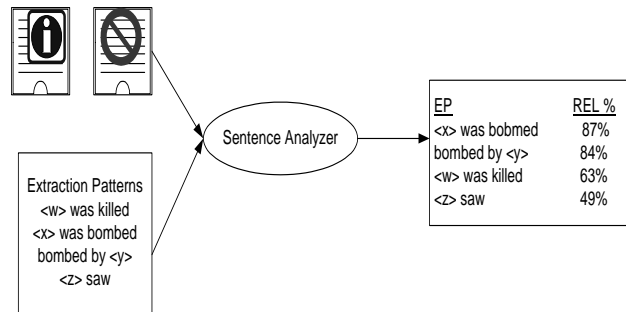 i
Sentence Analyzer
Extraction Patterns
<w> was killed
<x> was bombed
bombed by <y>
<z> saw
EP REL %
<x> was bobmed 87%
bombed by <y> 84%
<w> was killed 63%
<z> saw 49%